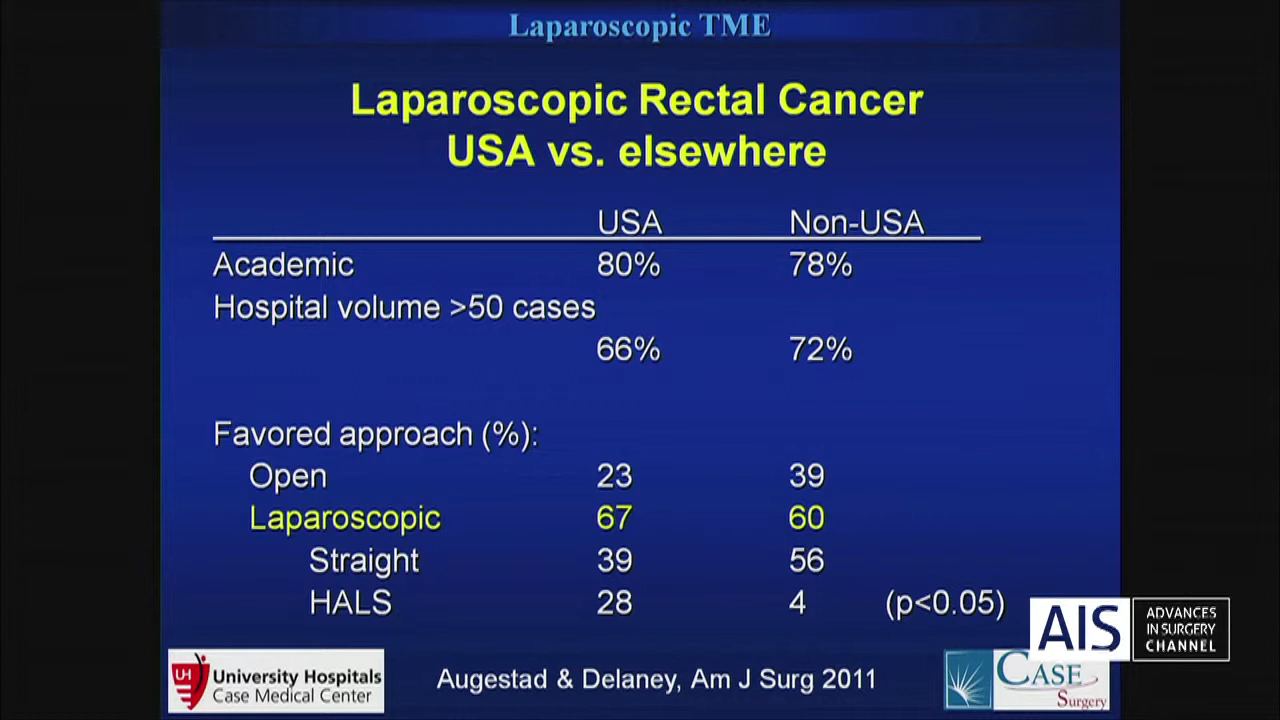 Laparoscopic TME
Laparoscopic Rectal Cancer
USA vs. elsewhere
USA Non-USA
Academic 80% 78%
Hospital volume >50 cases
66% 72%
Favored approach (%):
Open 23 39
Laparoscopic 67 60
Straight 39 56
HALS 28 4 (p<0.05)
AIS
ADVANCES
IN SURGERY
CHANNEL
UH
University Hospitals
Case Medical Center
Augestad & Delaney, Am J Surg 2011
CASE
Surgery